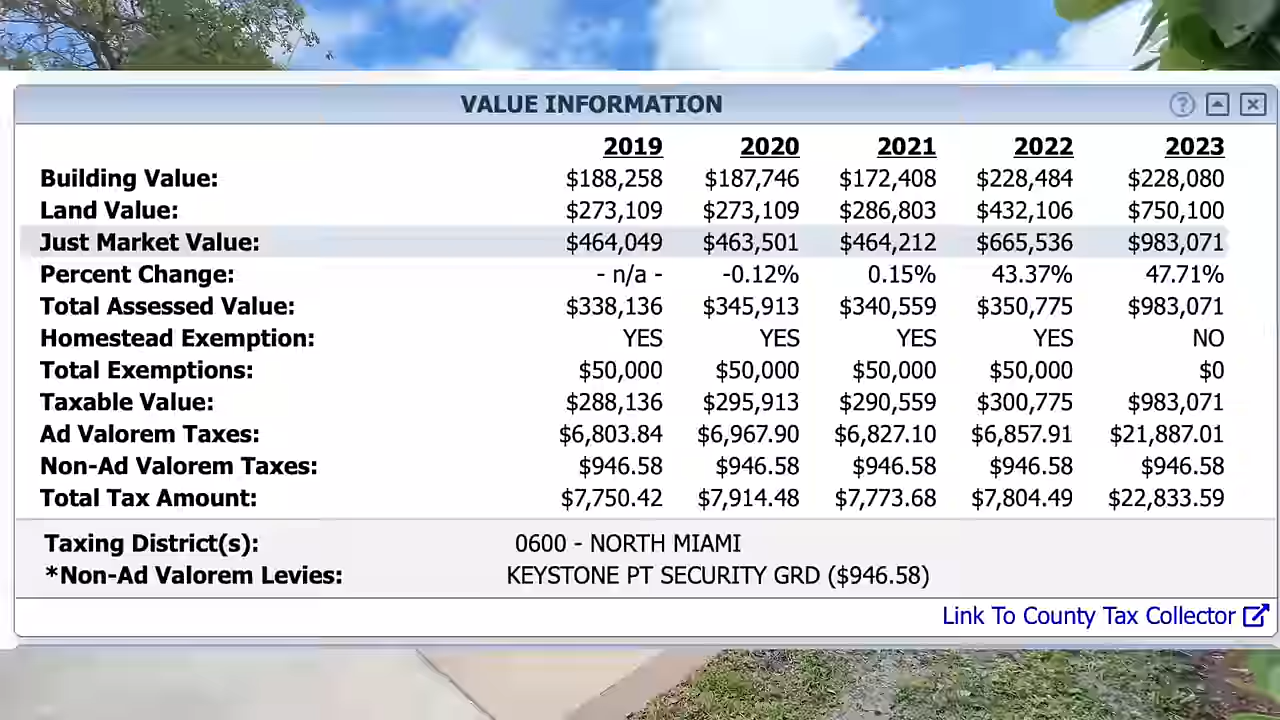 VALUE INFORMATION
2019 2020 2021 2022 2023
Building Value: $188,258 $187,746 $172,408 $228,484 $228,080
Land Value: $273,109 $273,109 $286,803 $432,106 $750,100
Just Market Value: $464,049 $463,501 $464,212 $665,536 $983,071
Percent Change: - n/a - -0.12% 0.15% 43.37% 47.71%
Total Assessed Value: $338,136 $345,913 $340,559 $350,775 $983,071
Homestead Exemption: YES YES YES YES NO
Total Exemptions: $50,000 $50,000 $50,000 $50,000 $0
Taxable Value: $288,136 $295,913 $290,559 $300,775 $983,071
Ad Valorem Taxes: $6,803.84 $6,967.90 $6,827.10 $6,857.91 $21,887.01
Non-Ad Valorem Taxes: $946.58 $946.58 $946.58 $946.58 $946.58
Total Tax Amount: $7,750.42 $7,914.48 $7,773.68 $7,804.49 $22,833.59
Taxing District(s): 0600 - NORTH MIAMI
*Non-Ad Valorem Levies: KEYSTONE PT SECURITY GRD ($946.58)
Link To County Tax Collector